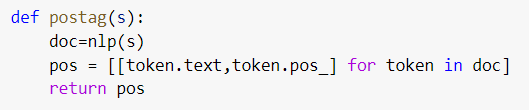 def postag(s):
    doc=nlp(s)
    pos = [[token.text,token.pos_] for token in doc]
    return pos